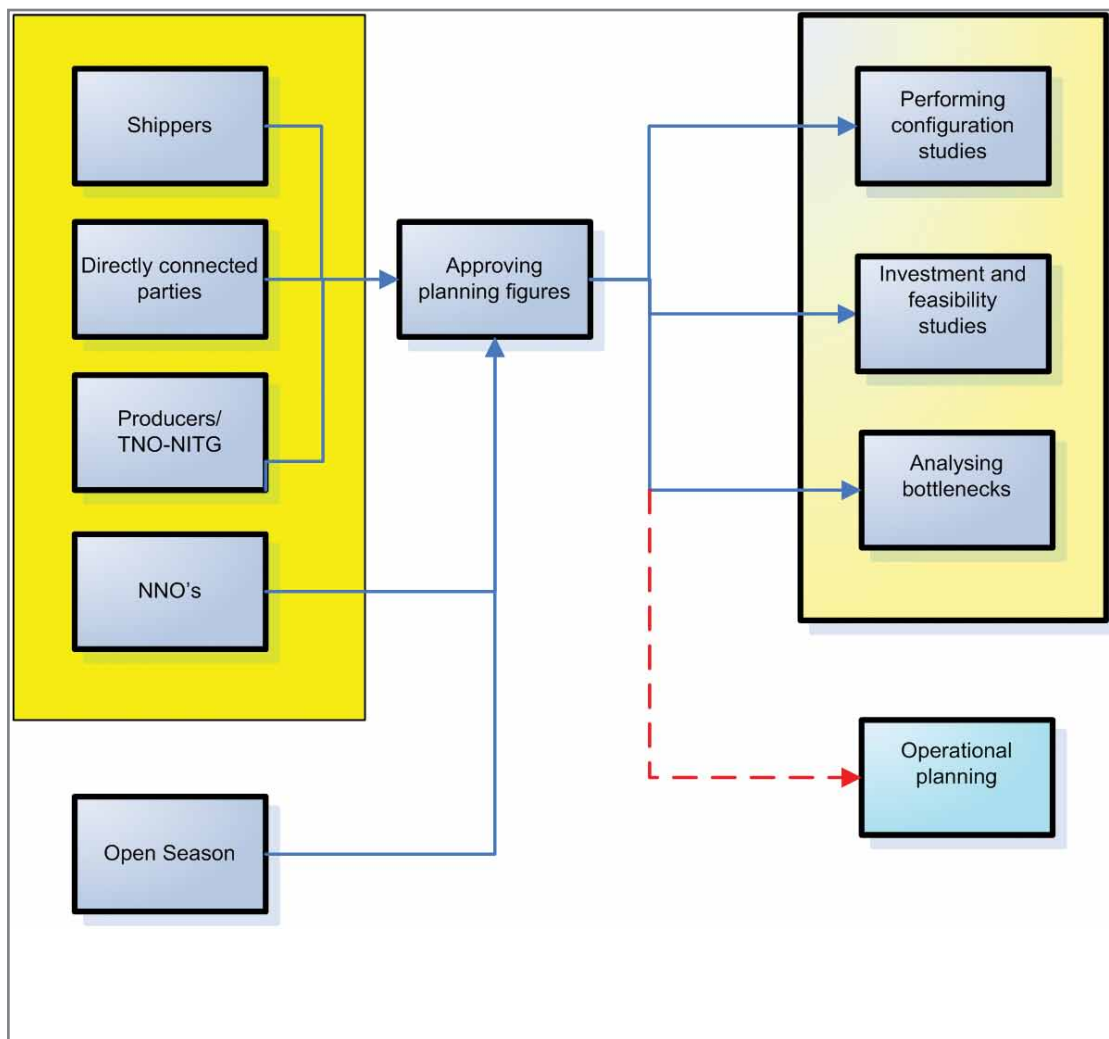 Shippers
Directly connected
parties
Producers/
TNO-NITG
NNO's
Open Season
Approving
planning figures
Performing
configuration
studies
Investment and
feasibility
studies
Analysing
bottlenecks
Operational
planning